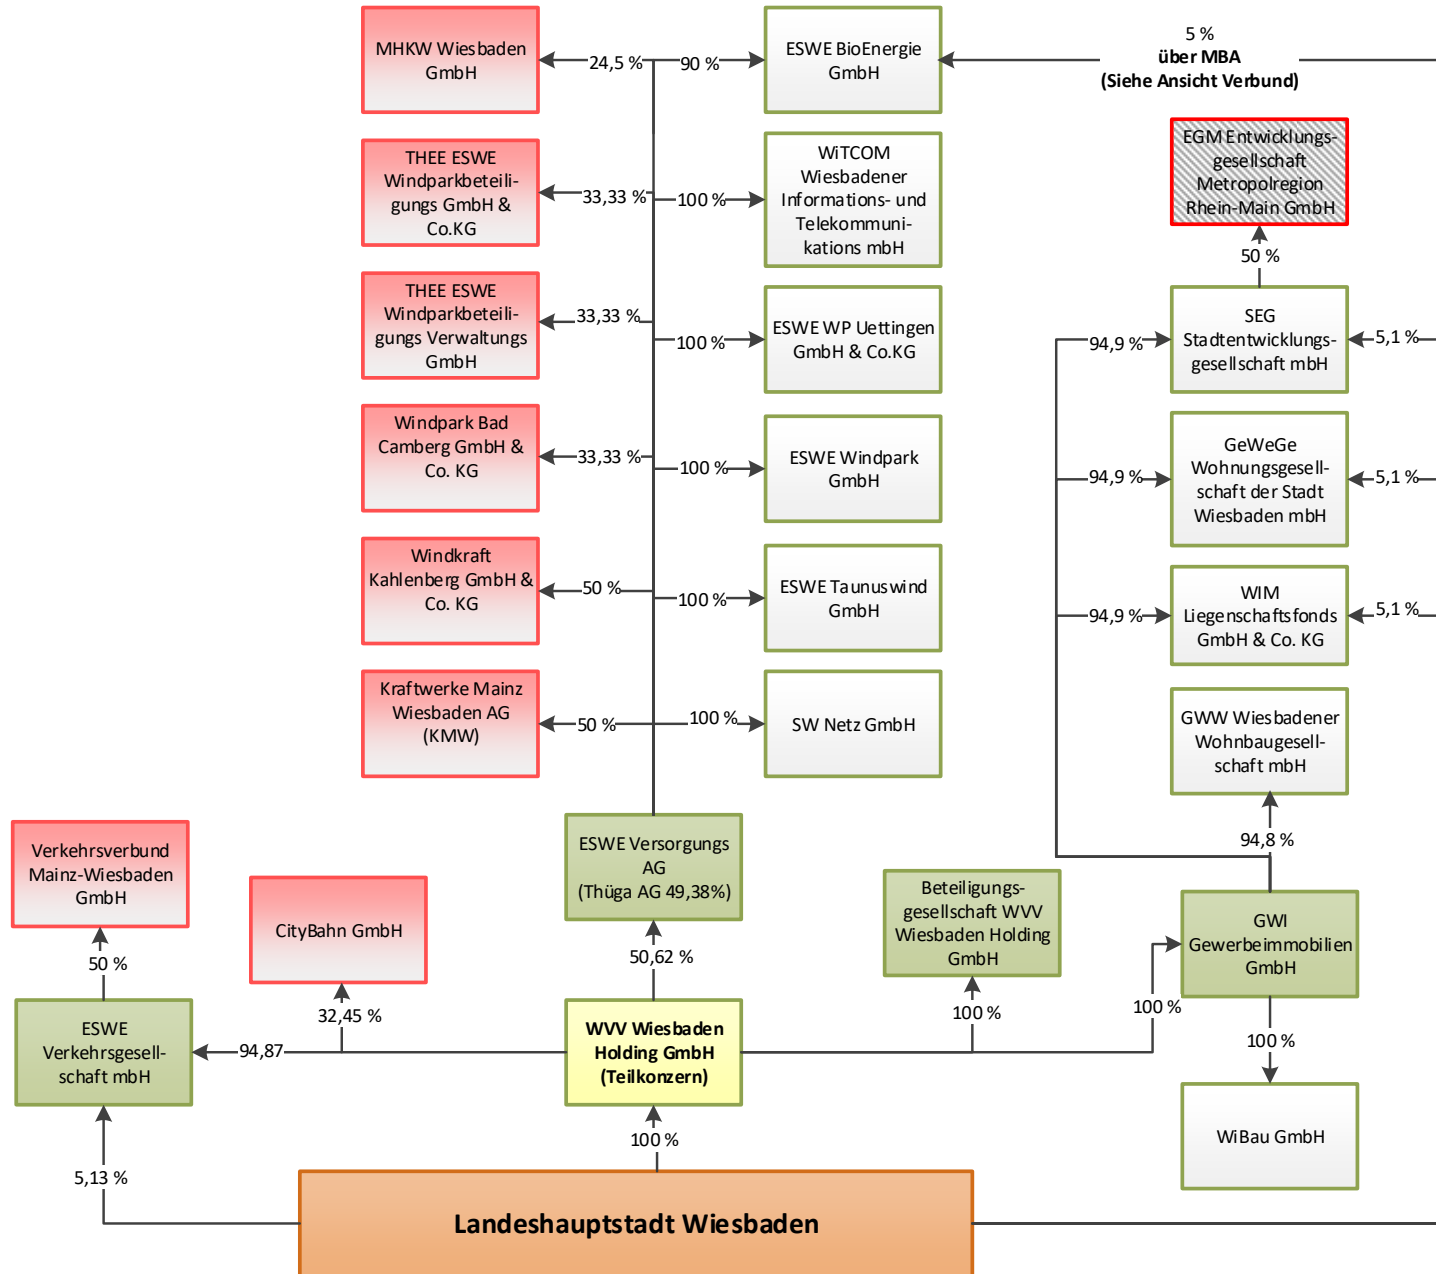 MHKW Wiesbaden
GmbH
24,5 %
90 %
ESWE BioEnergie
GmbH
5 %
über MBA
(Siehe Ansicht Verbund)
THEE ESWE
Windparkbeteili-
gungs GmbH &
Co.KG
33,33 %
100 %
WiTCOM
Wiesbadener
Informations- und
Telekommuni-
kations mbH
EGM Entwicklungs-
gesellschaft
Metropolregion
Rhein-Main GmbH
50 %
THEE ESWE
Windparkbeteili-
gungs Verwaltungs
GmbH
33,33 %
100 %
ESWE WP Uettingen
GmbH & Co.KG
94,9 %
SEG
Stadtentwicklungs-
gesellschaft mbH
5,1 %
Windpark Bad
Camberg GmbH &
Co. KG
33,33 %
100 %
ESWE Windpark
GmbH
94,9 %
GeWeGe
Wohnungsgesell-
schaft der Stadt
Wiesbaden mbH
5,1 %
Windkraft
Kahlenberg GmbH &
Co. KG
50 %
100 %
ESWE Taunuswind
GmbH
94,9 %
WIM
Liegenschaftsfonds
GmbH & Co. KG
5,1 %
Kraftwerke Mainz
Wiesbaden AG
(KMW)
50 %
100 %
SW Netz GmbH
GWW Wiesbadener
Wohnbaugesell-
schaft mbH
94,8 %
Verkehrsverbund
Mainz-Wiesbaden
GmbH
50 %
CityBahn GmbH
32,45 %
ESWE Versorgungs
AG
(Thüga AG 49,38%)
50,62 %
Beteiligungs-
gesellschaft WVV
Wiesbaden Holding
GmbH
100 %
GWI
Gewerbeimmobilien
GmbH
100 %
ESWE
Verkehrsgesell-
schaft mbH
94,87
WVV Wiesbaden
Holding GmbH
(Teilkonzern)
100 %
WiBau GmbH
5,13 %
100 %
Landeshauptstadt Wiesbaden